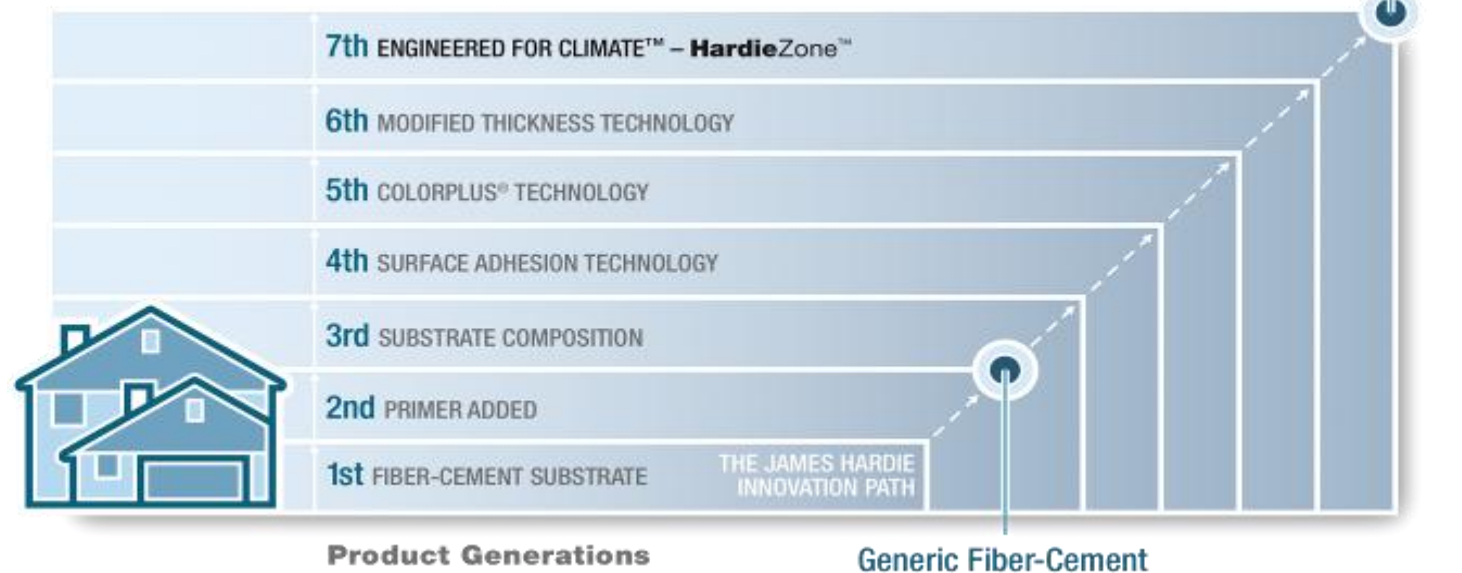 7th ENGINEERED FOR CLIMATE™ – HardieZone™
6th MODIFIED THICKNESS TECHNOLOGY
5th COLORPLUS® TECHNOLOGY
4th SURFACE ADHESION TECHNOLOGY
3rd SUBSTRATE COMPOSITION
2nd PRIMER ADDED
1st FIBER-CEMENT SUBSTRATE
THE JAMES HARDIE
INNOVATION PATH
Product Generations
Generic Fiber-Cement